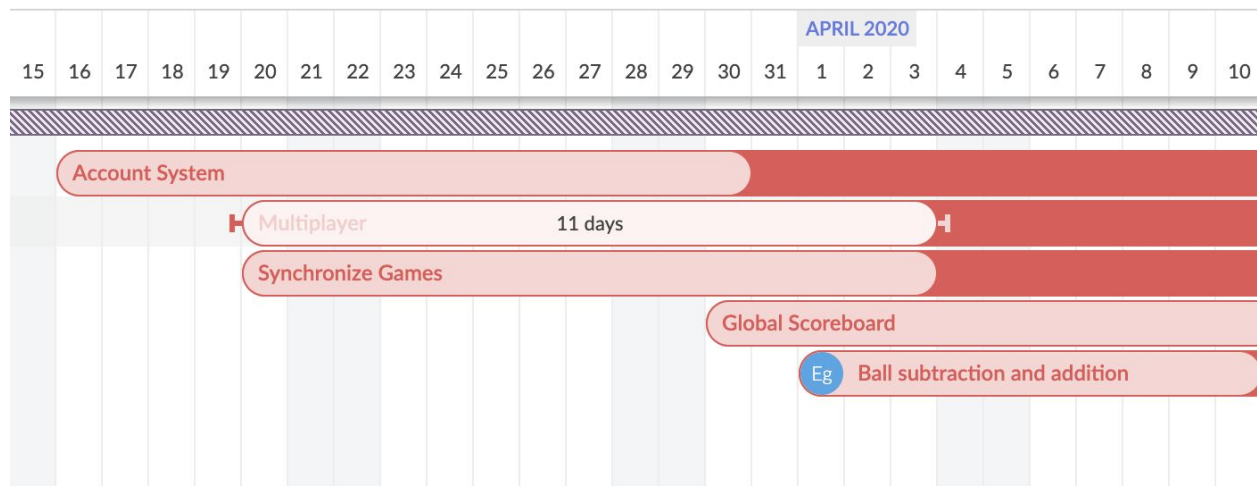 APRIL 2020
15 16 17 18 19 20 21 22 23 24 25 26 27 28 29 30 31 1 2 3 4 5 6 7 8 9 10
Account System
Multiplayer 11 days
Synchronize Games
Global Scoreboard
Eg Ball subtraction and addition